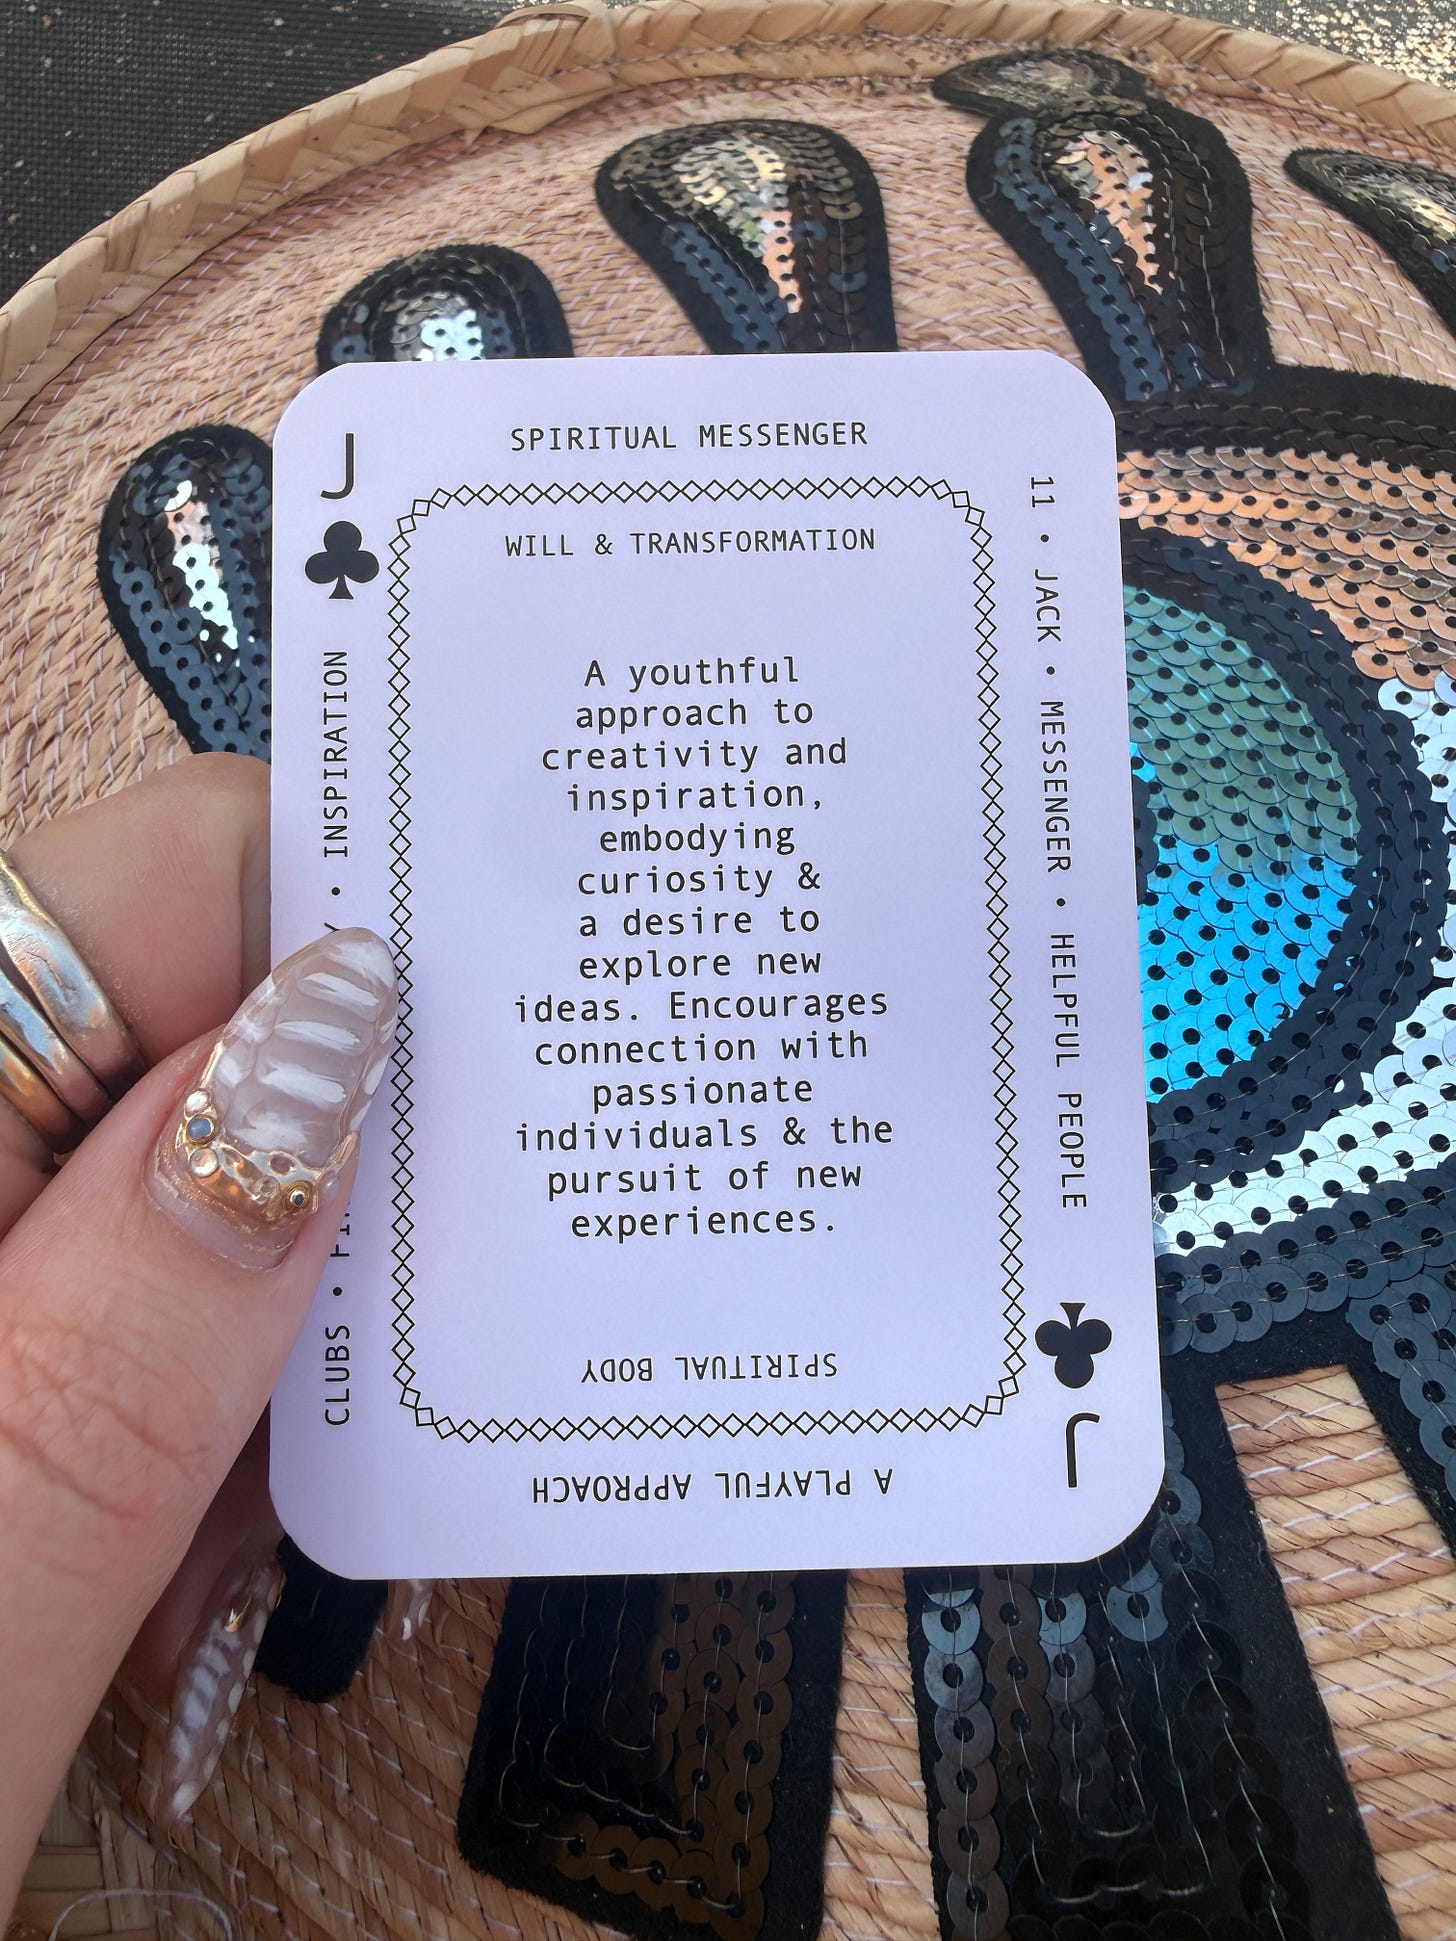 J
SPIRITUAL MESSENGER
WILL & TRANSFORMATION
A youthful
approach to
creativity and
inspiration,
embodying
curiosity &
a desire to
explore new
ideas. Encourages
connection with
passionate
individuals & the
pursuit of new
experiences.
SPIRITUAL BODY
A PLAYFUL APPROACH
CLUBS •
• INSPIRATION
11 • JACK • MESSENGER • HELPFUL PEOPLE
J